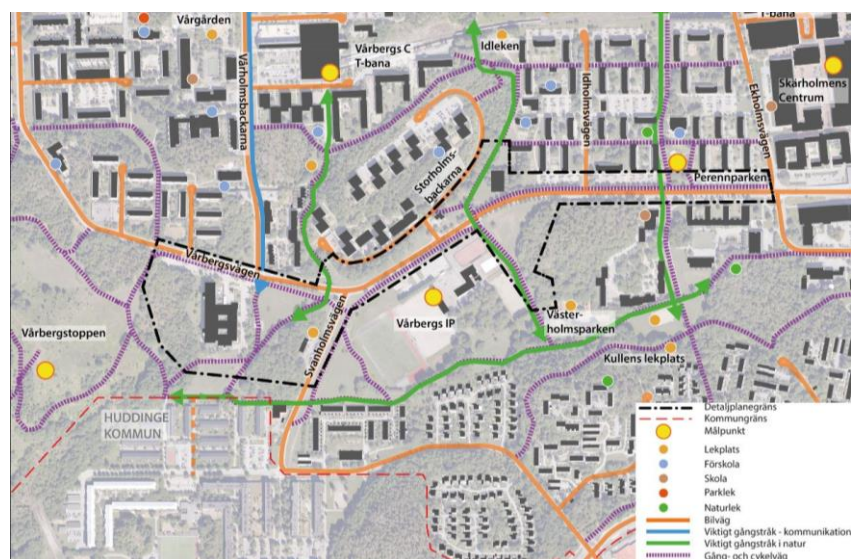 Vårgården
Vårholmsbackarna
Vårbergs C
T-bana
Idleken
Idholmsvägen
Ekholmsvägen
T-bana
Skärholmens
Centrum
Storholms-
backarna
Perennparken
Vårbergsvägen
Svanholmsvägen
Vårbergs IP
Väster-
holmsparken
Vårbergstoppen
Kullens lekplats
HUDDINGE
KOMMUN
Detaljplanegräns
Kommungräns
Målpunkt
Lekplats
Förskola
Skola
Parklek
Naturlek
Bilväg
Viktigt gångstråk - kommunikation
Viktigt gångstråk i natur
Gång- och cykelväg